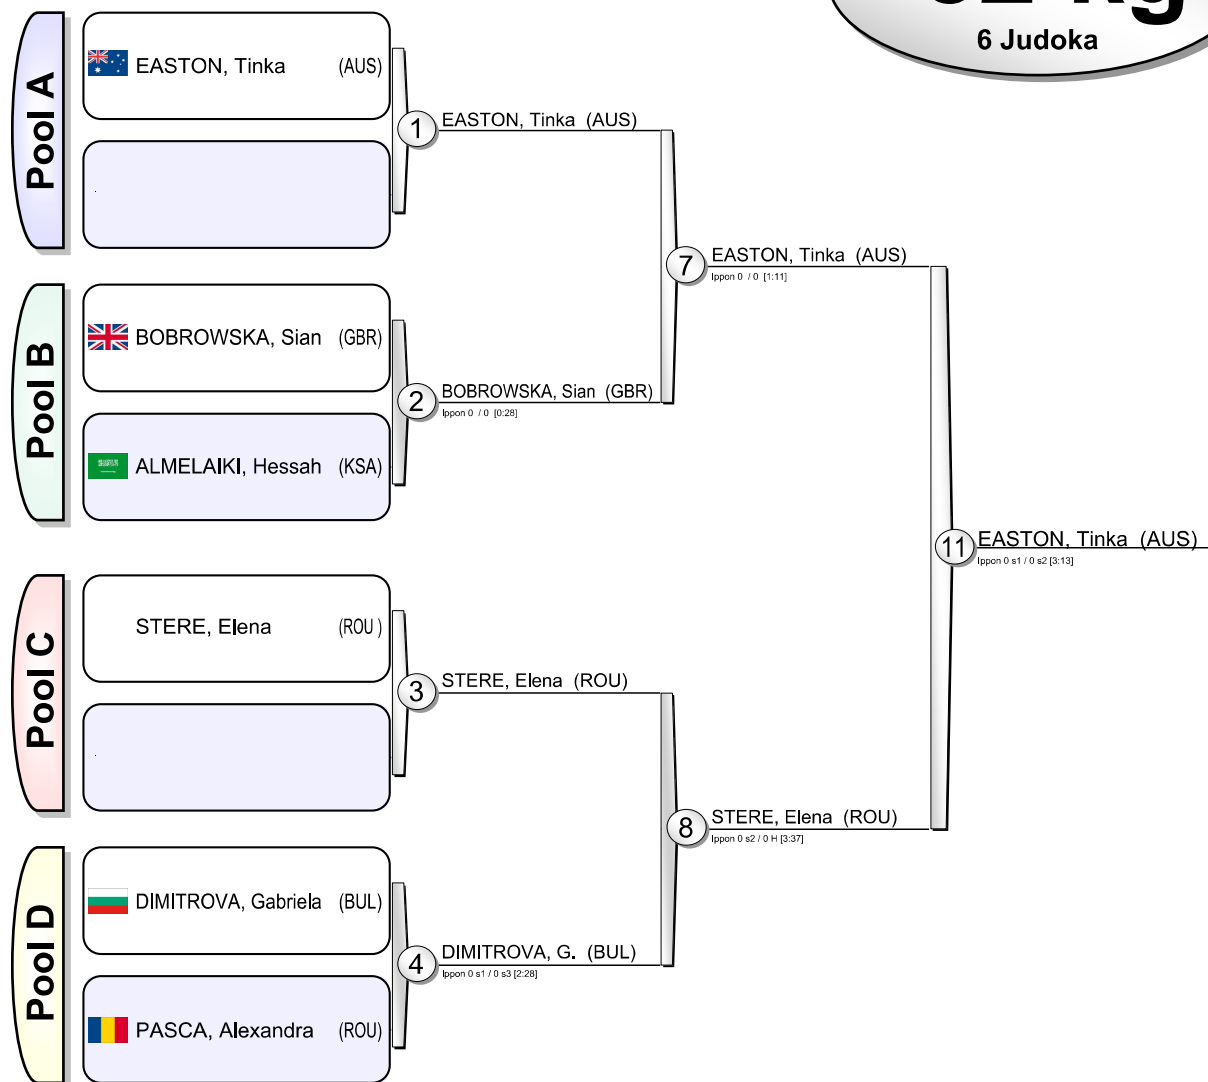 6 Judoka
Pool A
EASTON, Tinka (AUS)
.
1
EASTON, Tinka (AUS)
7
EASTON, Tinka (AUS)
Ippon 0 / 0 [1:11]
Pool B
BOBROWSKA, Sian (GBR)
ALMELAIKI, Hessah (KSA)
2
BOBROWSKA, Sian (GBR)
Ippon 0 / 0 [0:28]
11
EASTON, Tinka (AUS)
Ippon 0 s1 / 0 s2 [3:13]
Pool C
STERE, Elena (ROU )
.
3
STERE, Elena (ROU)
8
STERE, Elena (ROU)
Ippon 0 s2 / 0 H [3:37]
Pool D
DIMITROVA, Gabriela (BUL)
PASCA, Alexandra (ROU)
4
DIMITROVA, G. (BUL)
Ippon 0 s1 / 0 s3 [2:28]